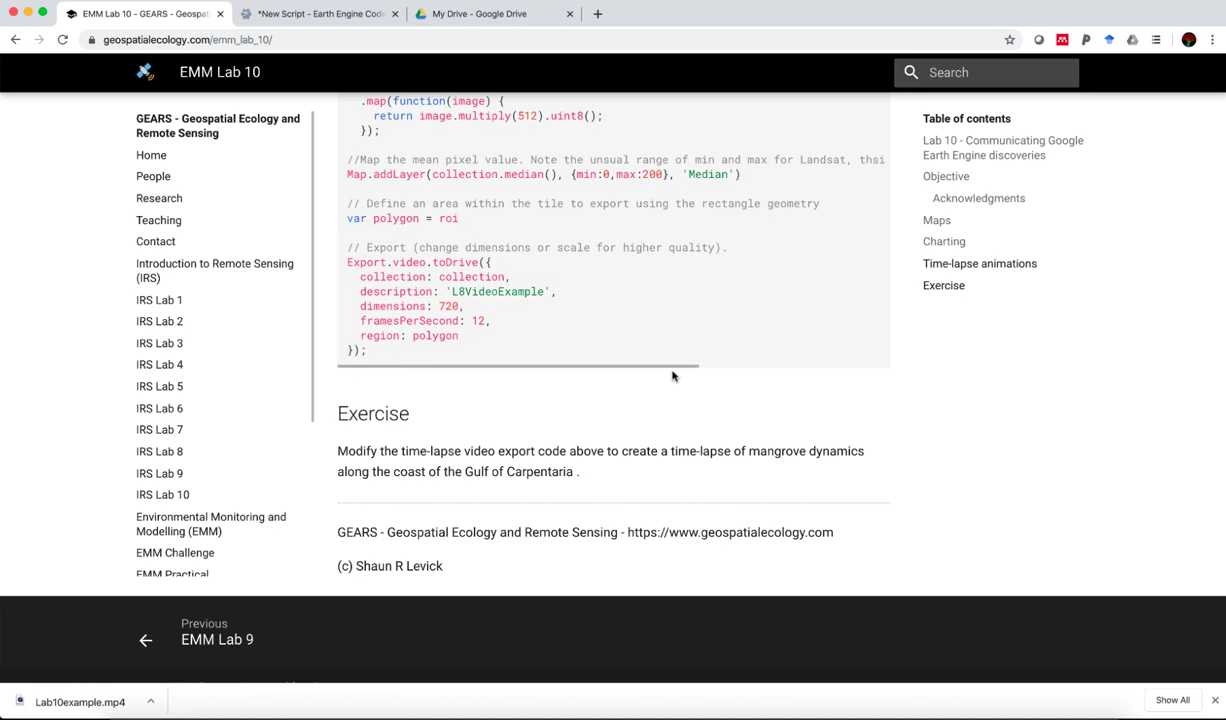 EMM Lab 10 - GEARS - Geospati
*New Script - Earth Engine Code
My Drive - Google Drive
geospatialecology.com/emm_lab_10/
EMM Lab 10
Search
GEARS - Geospatial Ecology and
Remote Sensing
Home
People
Research
Teaching
Contact
Introduction to Remote Sensing
(IRS)
IRS Lab 1
IRS Lab 2
IRS Lab 3
IRS Lab 4
IRS Lab 5
IRS Lab 6
IRS Lab 7
IRS Lab 8
IRS Lab 9
IRS Lab 10
Environmental Monitoring and
Modelling (EMM)
EMM Challenge
EMM Practical
.map(function(image) {
return image.multiply(512).uint8();
});
//Map the mean pixel value. Note the unsual range of min and max for Landsat, thsi
Map.addLayer(collection.median(), {min:0,max:200}, 'Median')
// Define an area within the tile to export using the rectangle geometry
var polygon = roi
// Export (change dimensions or scale for higher quality).
Export.video.toDrive({
collection: collection,
description: 'L8VideoExample',
dimensions: 720,
framesPerSecond: 12,
region: polygon
});
Exercise
Modify the time-lapse video export code above to create a time-lapse of mangrove dynamics
along the coast of the Gulf of Carpentaria .
GEARS - Geospatial Ecology and Remote Sensing - https://www.geospatialecology.com
(c) Shaun R Levick
Table of contents
Lab 10 - Communicating Google
Earth Engine discoveries
Objective
Acknowledgments
Maps
Charting
Time-lapse animations
Exercise
Previous
EMM Lab 9
Lab10example.mp4
Show All